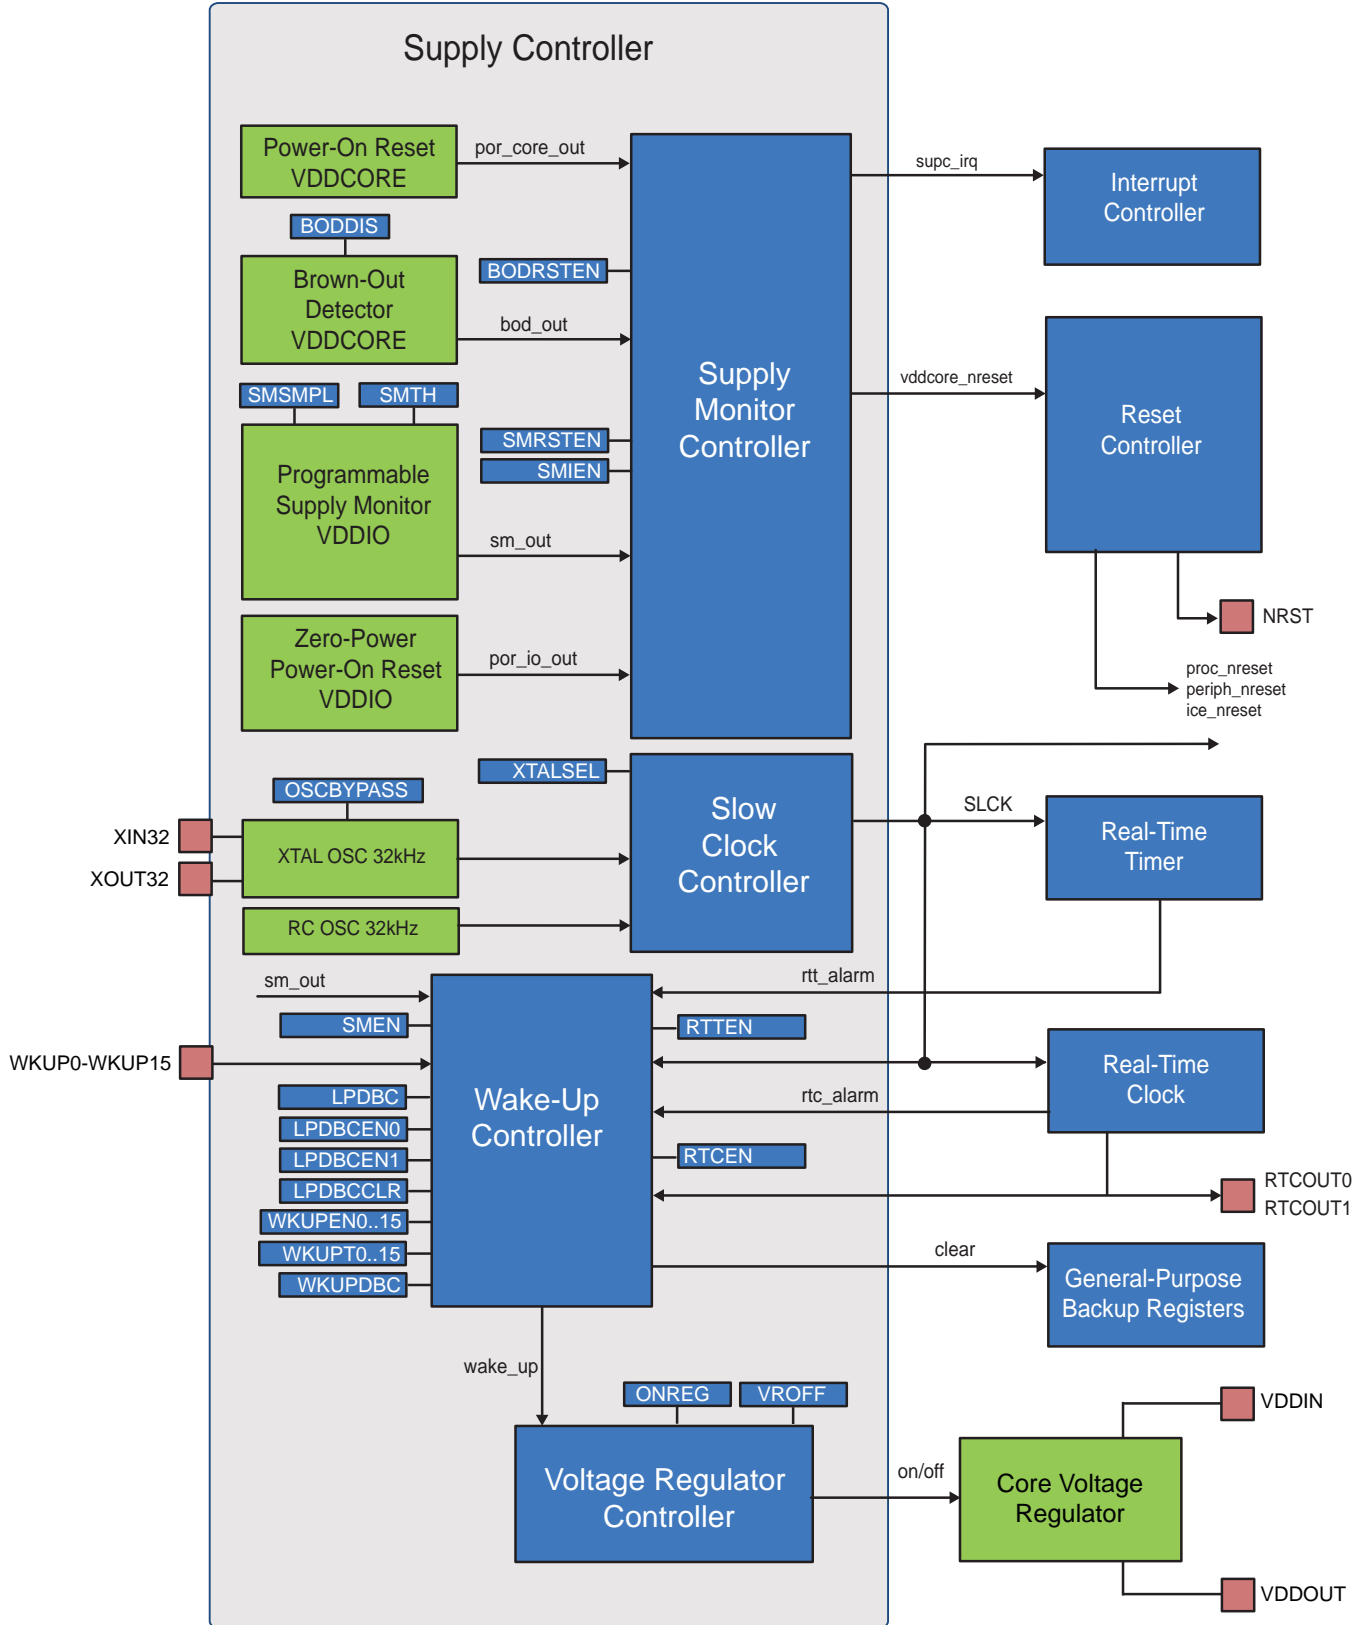 Supply Controller
Power-On Reset
VDDCORE
por_core_out
supc_irq
Interrupt
Controller
BODDIS
Brown-Out
Detector
VDDCORE
BODRSTEN
bod_out
Supply
Monitor
Controller
vddcore_nreset
Reset
Controller
SMSMPL
SMTH
SMRSTEN
SMIEN
Programmable
Supply Monitor
VDDIO
sm_out
NRST
Zero-Power
Power-On Reset
VDDIO
por_io_out
proc_nreset
periph_nreset
ice_nreset
XTALSEL
OSCBYPASS
Slow
Clock
Controller
SLCK
Real-Time
Timer
XIN32
XOUT32
XTAL OSC 32kHz
RC OSC 32kHz
sm_out
rtt_alarm
SMEN
RTTEN
WKUP0-WKUP15
Real-Time
Clock
Wake-Up
Controller
LPDBC
LPDBCEN0
LPDBCEN1
LPDBCCLR
WKUPEN0..15
WKUPT0..15
WKUPDBC
rtc_alarm
RTCEN
RTCOUT0
RTCOUT1
clear
General-Purpose
Backup Registers
wake_up
ONREG
VROFF
VDDIN
Voltage Regulator
Controller
on/off
Core Voltage
Regulator
VDDOUT